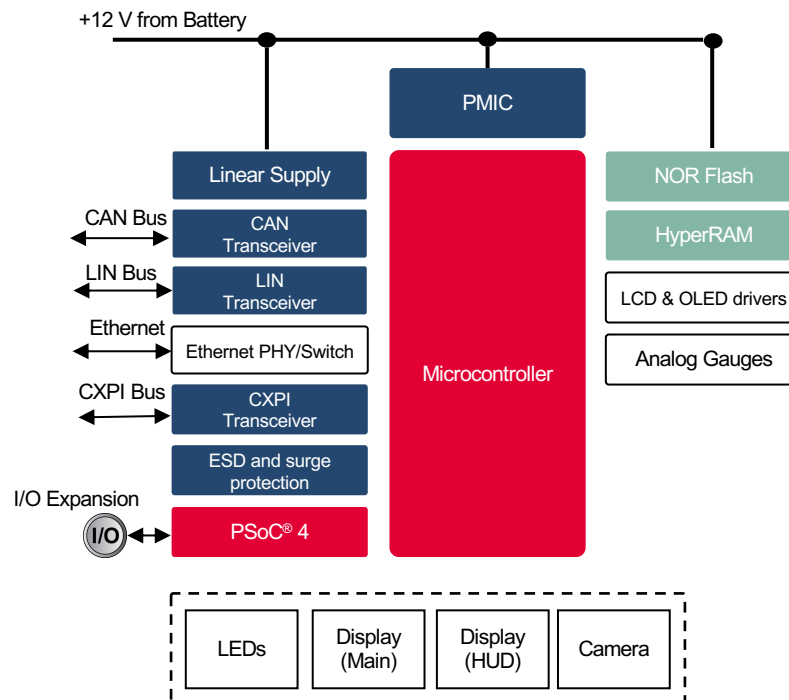 +12 V from Battery
PMIC
Linear Supply
CAN Bus
CAN
Transceiver
LIN Bus
LIN
Transceiver
Ethernet
Ethernet PHY/Switch
CXPI Bus
CXPI
Transceiver
ESD and surge
protection
I/O Expansion
I/O
PSoC® 4
Microcontroller
NOR Flash
HyperRAM
LCD & OLED drivers
Analog Gauges
LEDs
Display
(Main)
Display
(HUD)
Camera